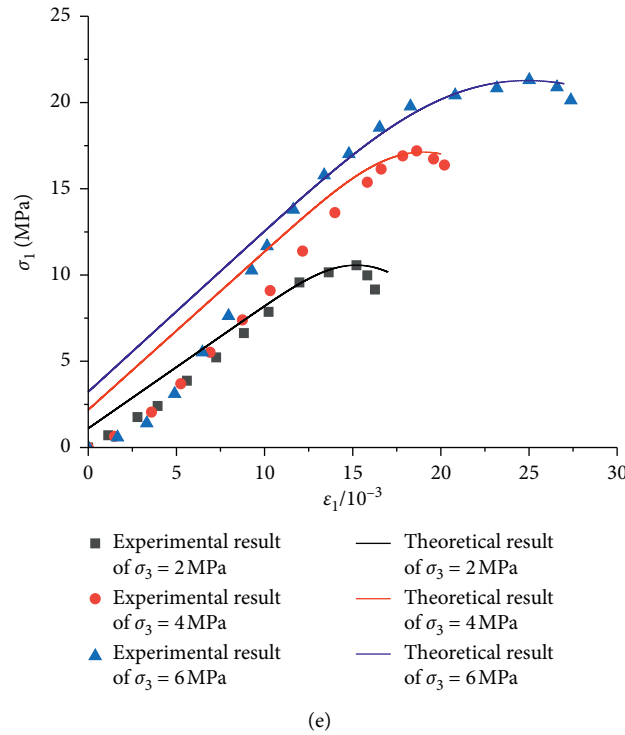 25
20
15
10
5
0
σ₁ (MPa)
0 5 10 15 20 25 30
ε₁/10⁻³
Experimental result
of σ₃ = 2 MPa
Theoretical result
of σ₃ = 2 MPa
Experimental result
of σ₃ = 4 MPa
Theoretical result
of σ₃ = 4 MPa
Experimental result
of σ₃ = 6 MPa
Theoretical result
of σ₃ = 6 MPa
(e)